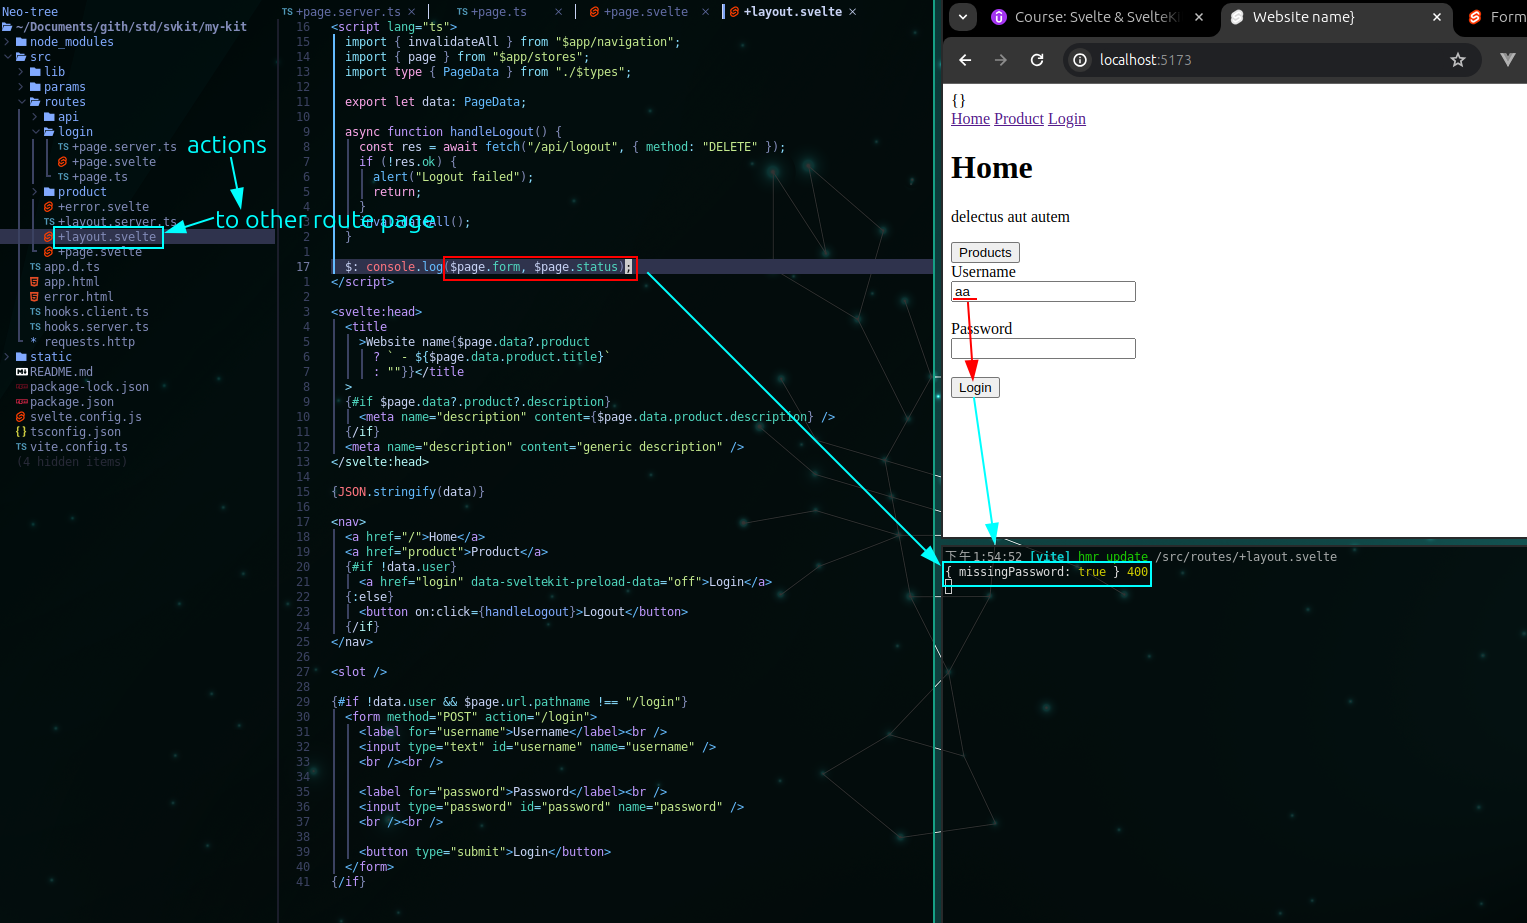 Neo-tree
~/Documents/gith/std/svkit/my-kit
node_modules
src
lib
params
routes
api
login
TS +page.server.ts
+page.svelte
TS +page.ts
product
+error.svelte
TS +layout.server.ts
+layout.svelte
+page.svelte
TS app.d.ts
app.html
error.html
TS hooks.client.ts
TS hooks.server.ts
* requests.http
static
README.md
package-lock.json
package.json
svelte.config.js
{} tsconfig.json
TS vite.config.ts
(4 hidden items)
actions
to other route page
TS +page.server.ts × TS +page.ts × +page.svelte × +layout.svelte ×
16 <script lang="ts">
15 import { invalidateAll } from "$app/navigation";
14 import { page } from "$app/stores";
13 import type { PageData } from "./$types";
12
11 export let data: PageData;
10
9 async function handleLogout() {
8 const res = await fetch("/api/logout", { method: "DELETE" });
7 if (!res.ok) {
6 alert("Logout failed");
5 return;
4 }
All();
2 }
1
17 $: console.log($page.form, $page.status);
1 </script>
2
3 <svelte:head>
4 <title
5 >Website name{$page.data?.product
6 ? ` - ${$page.data.product.title}`
7 : ""}}</title
8 >
9 {#if $page.data?.product?.description}
10 <meta name="description" content={$page.data.product.description} />
11 {/if}
12 <meta name="description" content="generic description" />
13 </svelte:head>
14
15 {JSON.stringify(data)}
16
17 <nav>
18 <a href="/">Home</a>
19 <a href="product">Product</a>
20 {#if !data.user}
21 <a href="login" data-sveltekit-preload-data="off">Login</a>
22 {:else}
23 <button on:click={handleLogout}>Logout</button>
24 {/if}
25 </nav>
26
27 <slot />
28
29 {#if !data.user && $page.url.pathname !== "/login"}
30 <form method="POST" action="/login">
31 <label for="username">Username</label><br />
32 <input type="text" id="username" name="username" />
33 <br /><br />
34
35 <label for="password">Password</label><br />
36 <input type="password" id="password" name="password" />
37 <br /><br />
38
39 <button type="submit">Login</button>
40 </form>
41 {/if}
Course: Svelte & SvelteKi × Website name} × Form
localhost:5173
{}
Home Product Login
Home
delectus aut autem
Products
Username
aa
Password
Login
下午1:54:52 [vite] hmr update /src/routes/+layout.svelte
{ missingPassword: true } 400